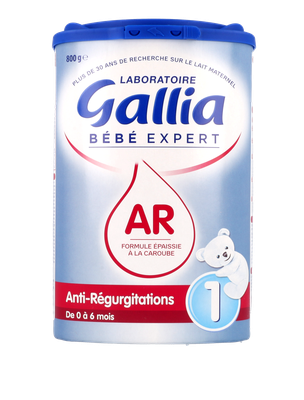 800g e
PLUS DE 30 ANS DE RECHERCHE SUR LE LAIT MATERNEL
LABORATOIRE
Gallia
BÉBÉ EXPERT
AR
FORMULE ÉPAISSIE
À LA CAROUBE
Anti-Régurgitations
De 0 à 6 mois
1